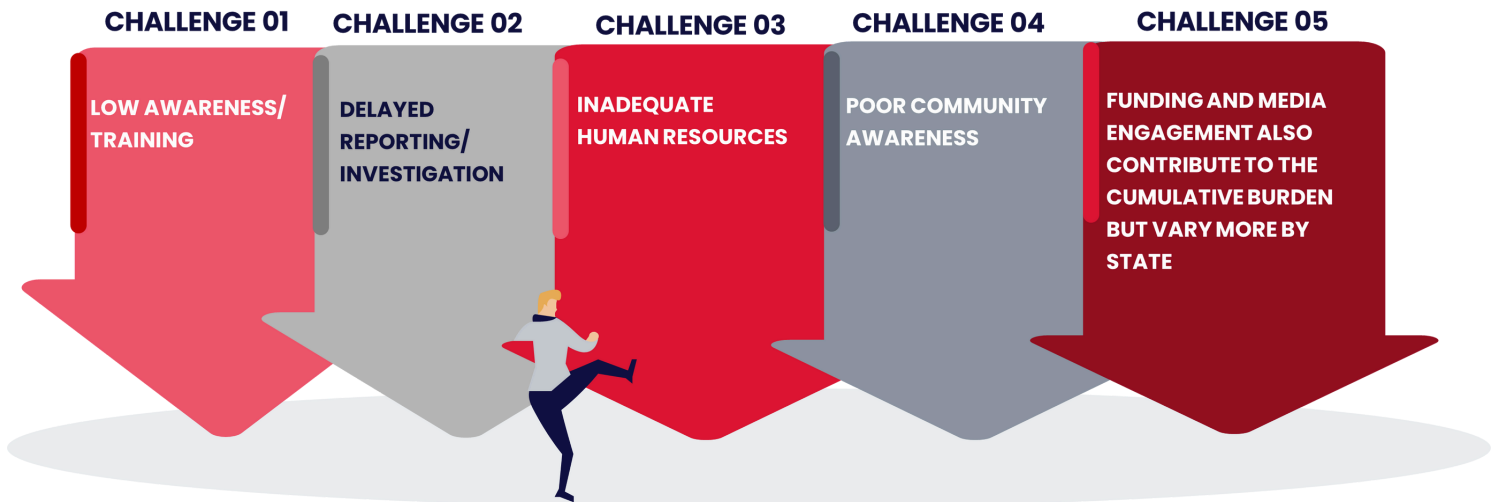 CHALLENGE 01
LOW AWARENESS/
TRAINING
CHALLENGE 02
DELAYED
REPORTING/
INVESTIGATION
CHALLENGE 03
INADEQUATE
HUMAN RESOURCES
CHALLENGE 04
POOR COMMUNITY
AWARENESS
CHALLENGE 05
FUNDING AND MEDIA
ENGAGEMENT ALSO
CONTRIBUTE TO THE
CUMULATIVE BURDEN
BUT VARY MORE BY
STATE